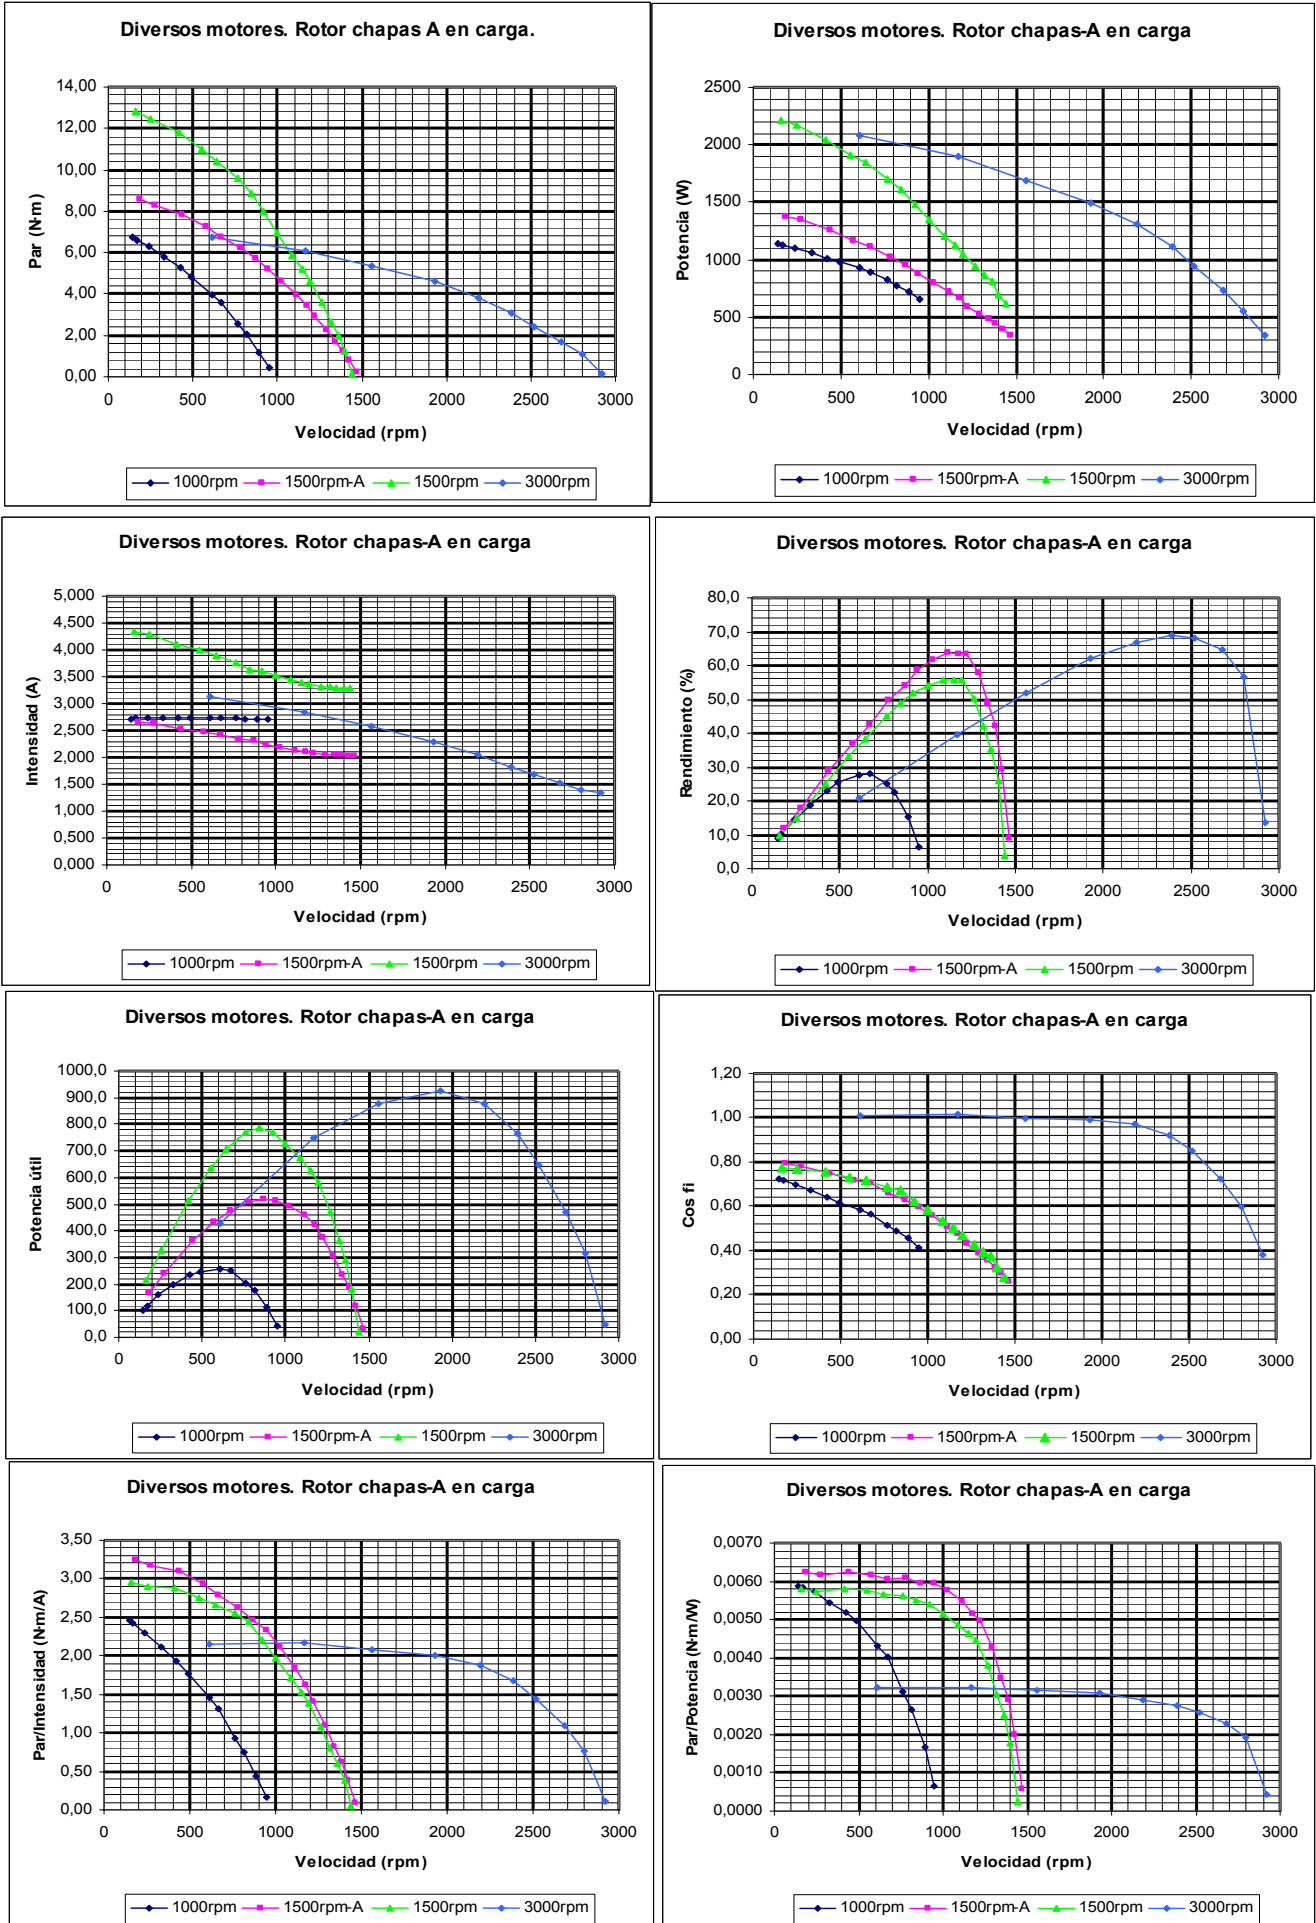 Diversos motores. Rotor chapas A en carga.
Par (N·m)
14,00
12,00
10,00
8,00
6,00
4,00
2,00
0,00
0 500 1000 1500 2000 2500 3000
Velocidad (rpm)
1000rpm 1500rpm-A 1500rpm 3000rpm
Diversos motores. Rotor chapas-A en carga
Potencia (W)
2500
2000
1500
1000
500
0
0 500 1000 1500 2000 2500 3000
Velocidad (rpm)
1000rpm 1500rpm-A 1500rpm 3000rpm
Diversos motores. Rotor chapas-A en carga
Intensidad (A)
5,000
4,500
4,000
3,500
3,000
2,500
2,000
1,500
1,000
0,500
0,000
0 500 1000 1500 2000 2500 3000
Velocidad (rpm)
1000rpm 1500rpm-A 1500rpm 3000rpm
Diversos motores. Rotor chapas-A en carga
Rendimiento (%)
80,0
70,0
60,0
50,0
40,0
30,0
20,0
10,0
0,0
0 500 1000 1500 2000 2500 3000
Velocidad (rpm)
1000rpm 1500rpm-A 1500rpm 3000rpm
Diversos motores. Rotor chapas-A en carga
Potencia útil
1000,0
900,0
800,0
700,0
600,0
500,0
400,0
300,0
200,0
100,0
0,0
0 500 1000 1500 2000 2500 3000
Velocidad (rpm)
1000rpm 1500rpm-A 1500rpm 3000rpm
Diversos motores. Rotor chapas-A en carga
Cos fi
1,20
1,00
0,80
0,60
0,40
0,20
0,00
0 500 1000 1500 2000 2500 3000
Velocidad (rpm)
1000rpm 1500rpm-A 1500rpm 3000rpm
Diversos motores. Rotor chapas-A en carga
Par/Intensidad (N·m/A)
3,50
3,00
2,50
2,00
1,50
1,00
0,50
0,00
0 500 1000 1500 2000 2500 3000
Velocidad (rpm)
1000rpm 1500rpm-A 1500rpm 3000rpm
Diversos motores. Rotor chapas-A en carga
Par/Potencia (N·m/W)
0,0070
0,0060
0,0050
0,0040
0,0030
0,0020
0,0010
0,0000
0 500 1000 1500 2000 2500 3000
Velocidad (rpm)
1000rpm 1500rpm-A 1500rpm 3000rpm